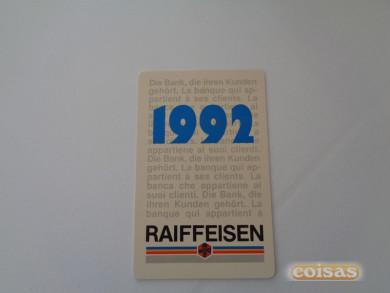 Die Bank, die ihren Kunden
gehört. La banque qui ap-
partient à ses clients. La
1992
appartiene ai suoi clienti.
Die Bank, die ihren Kunden
gehört. La banque qui ap-
partient à ses clients. La
banca che appartiene ai
suoi clienti. Die Bank, die
ihren Kunden gehört. La
banque qui appartient à
RAIFFEISEN
coisas